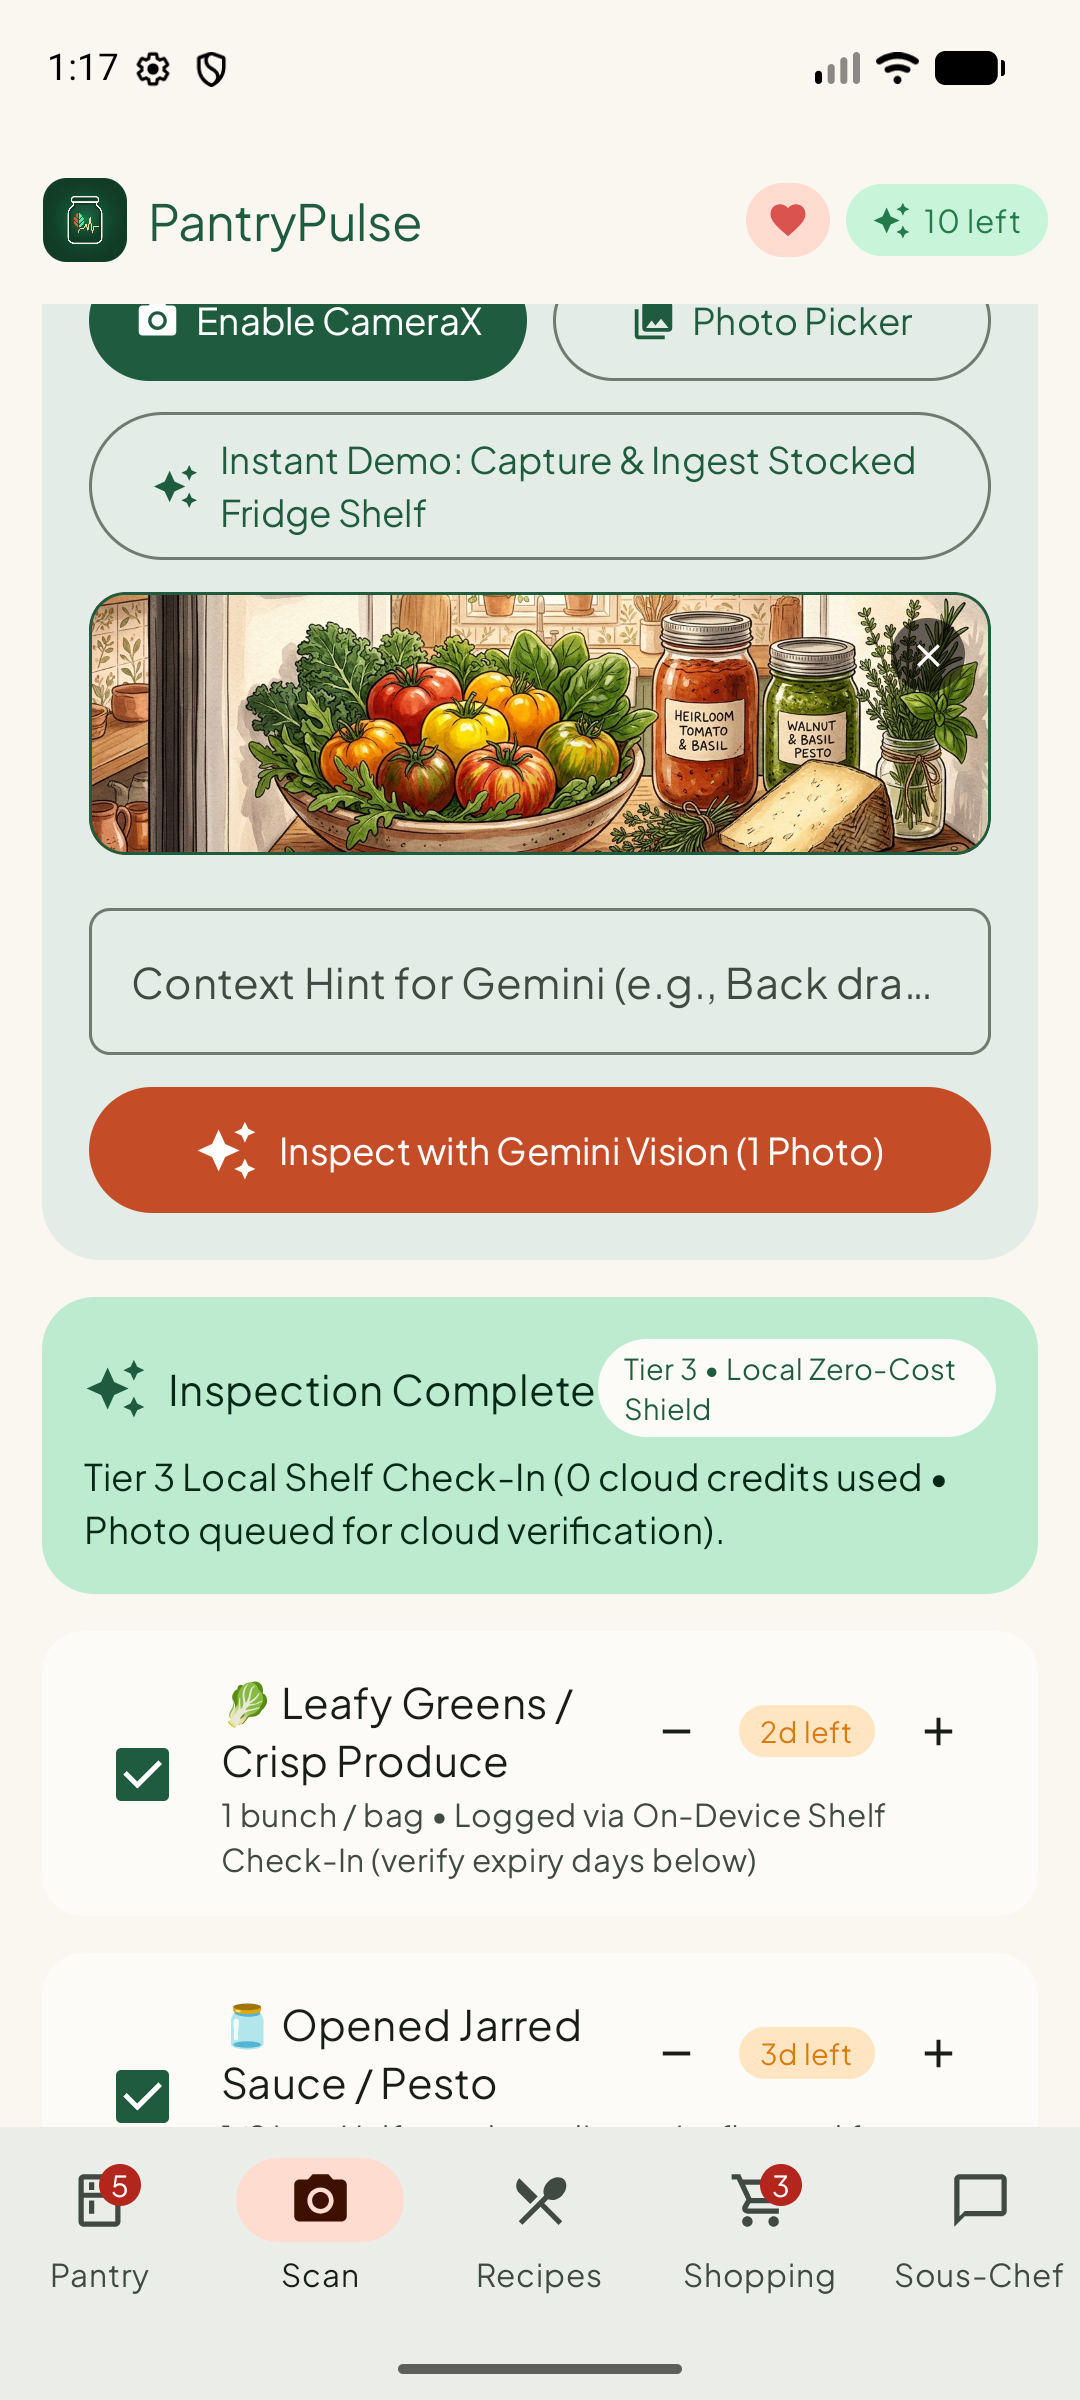 1:17
PantryPulse
10 left
Enable CameraX
Photo Picker
Instant Demo: Capture & Ingest Stocked
Fridge Shelf
HEIRLOOM
TOMATO
& BASIL
WALNUT
& BASIL
PESTO
Context Hint for Gemini (e.g., Back dra...
Inspect with Gemini Vision (1 Photo)
Inspection Complete
Tier 3 • Local Zero-Cost
Shield
Tier 3 Local Shelf Check-In (0 cloud credits used •
Photo queued for cloud verification).
🥬 Leafy Greens /
Crisp Produce
2d left
1 bunch / bag • Logged via On-Device Shelf
Check-In (verify expiry days below)
🫙 Opened Jarred
Sauce / Pesto
3d left
5
3
Pantry
Scan
Recipes
Shopping
Sous-Chef